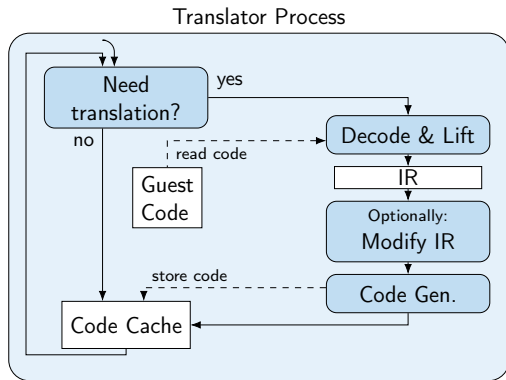 Translator Process
Need
translation?
yes
no
Decode & Lift
read code
IR
Guest
Code
Optionally:
Modify IR
store code
Code Gen.
Code Cache